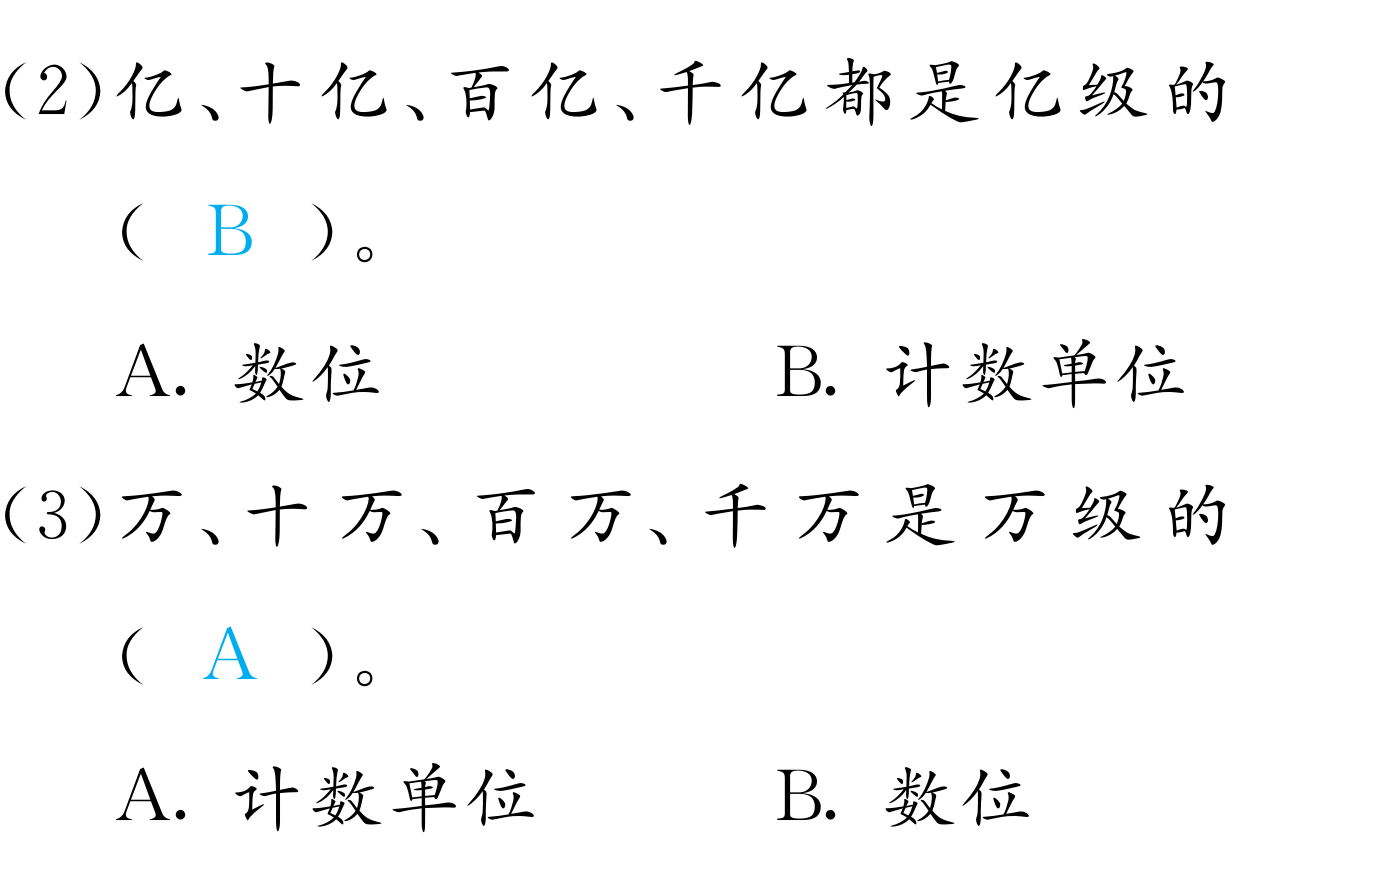 (2)亿、十亿、百亿、千亿都是亿级的
( B )。
A. 数位 B. 计数单位
(3)万、十万、百万、千万是万级的
( A )。
A. 计数单位 B. 数位